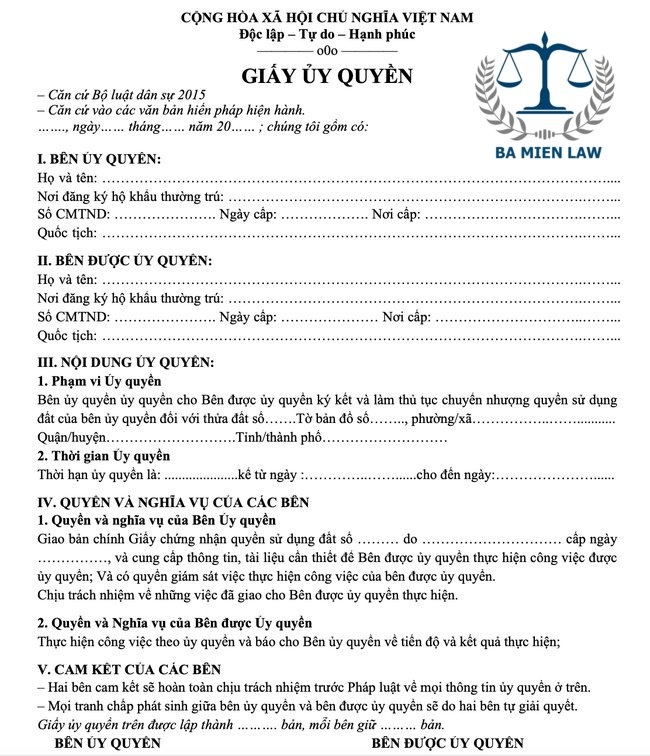 CỘNG HÒA XÃ HỘI CHỦ NGHĨA VIỆT NAM
Độc lập – Tự do – Hạnh phúc
————— o0o —————
GIẤY ỦY QUYỀN
– Căn cứ Bộ luật dân sự 2015
– Căn cứ vào các văn bản hiến pháp hiện hành.
……., ngày…… tháng…… năm 20…… ; chúng tôi gồm có:
BA MIEN LAW
I. BÊN ỦY QUYỀN:
Họ và tên: ……………………………………………………………………………...…...
Nơi đăng ký hộ khẩu thường trú: ………………………………………………………...…...
Số CMTND: …………………. Ngày cấp: ………………. Nơi cấp: ……………………...…...
Quốc tịch: ……………………………………………………………………………...…...
II. BÊN ĐƯỢC ỦY QUYỀN:
Họ và tên: ……………………………………………………………………………...…...
Nơi đăng ký hộ khẩu thường trú: ………………………………………………………...…...
Số CMTND: …………………. Ngày cấp: …………………. Nơi cấp: …………………...…...
Quốc tịch: ……………………………………………………………………………...…...
III. NỘI DUNG ỦY QUYỀN:
1. Phạm vi Ủy quyền
Bên ủy quyền ủy quyền cho Bên được ủy quyền ký kết và làm thủ tục chuyển nhượng quyền sử dụng
đất của bên ủy quyền đối với thửa đất số…….Tờ bản đồ số…….., phường/xã…………….…...........
Quận/huyện…………………….Tỉnh/thành phố……………………
2. Thời gian Ủy quyền
Thời hạn ủy quyền là: ......................kể từ ngày :…………..……….....cho đến ngày:…………………......
IV. QUYỀN VÀ NGHĨA VỤ CỦA CÁC BÊN
1. Quyền và nghĩa vụ của Bên Ủy quyền
Giao bản chính Giấy chứng nhận quyền sử dụng đất số ……… do ……………………… cấp ngày
……………, và cung cấp thông tin, tài liệu cần thiết để Bên được ủy quyền thực hiện công việc được
ủy quyền; Và có quyền giám sát việc thực hiện công việc của bên được ủy quyền.
Chịu trách nhiệm về những việc đã giao cho Bên được ủy quyền thực hiện.
2. Quyền và Nghĩa vụ của Bên được Ủy quyền
Thực hiện công việc theo ủy quyền và báo cho Bên ủy quyền về tiến độ và kết quả thực hiện;
V. CAM KẾT CỦA CÁC BÊN
– Hai bên cam kết sẽ hoàn toàn chịu trách nhiệm trước Pháp luật về mọi thông tin ủy quyền ở trên.
– Mọi tranh chấp phát sinh giữa bên ủy quyền và bên được ủy quyền sẽ do hai bên tự giải quyết.
Giấy ủy quyền trên được lập thành ………. bản, mỗi bên giữ ……… bản.
BÊN ỦY QUYỀN BÊN ĐƯỢC ỦY QUYỀN